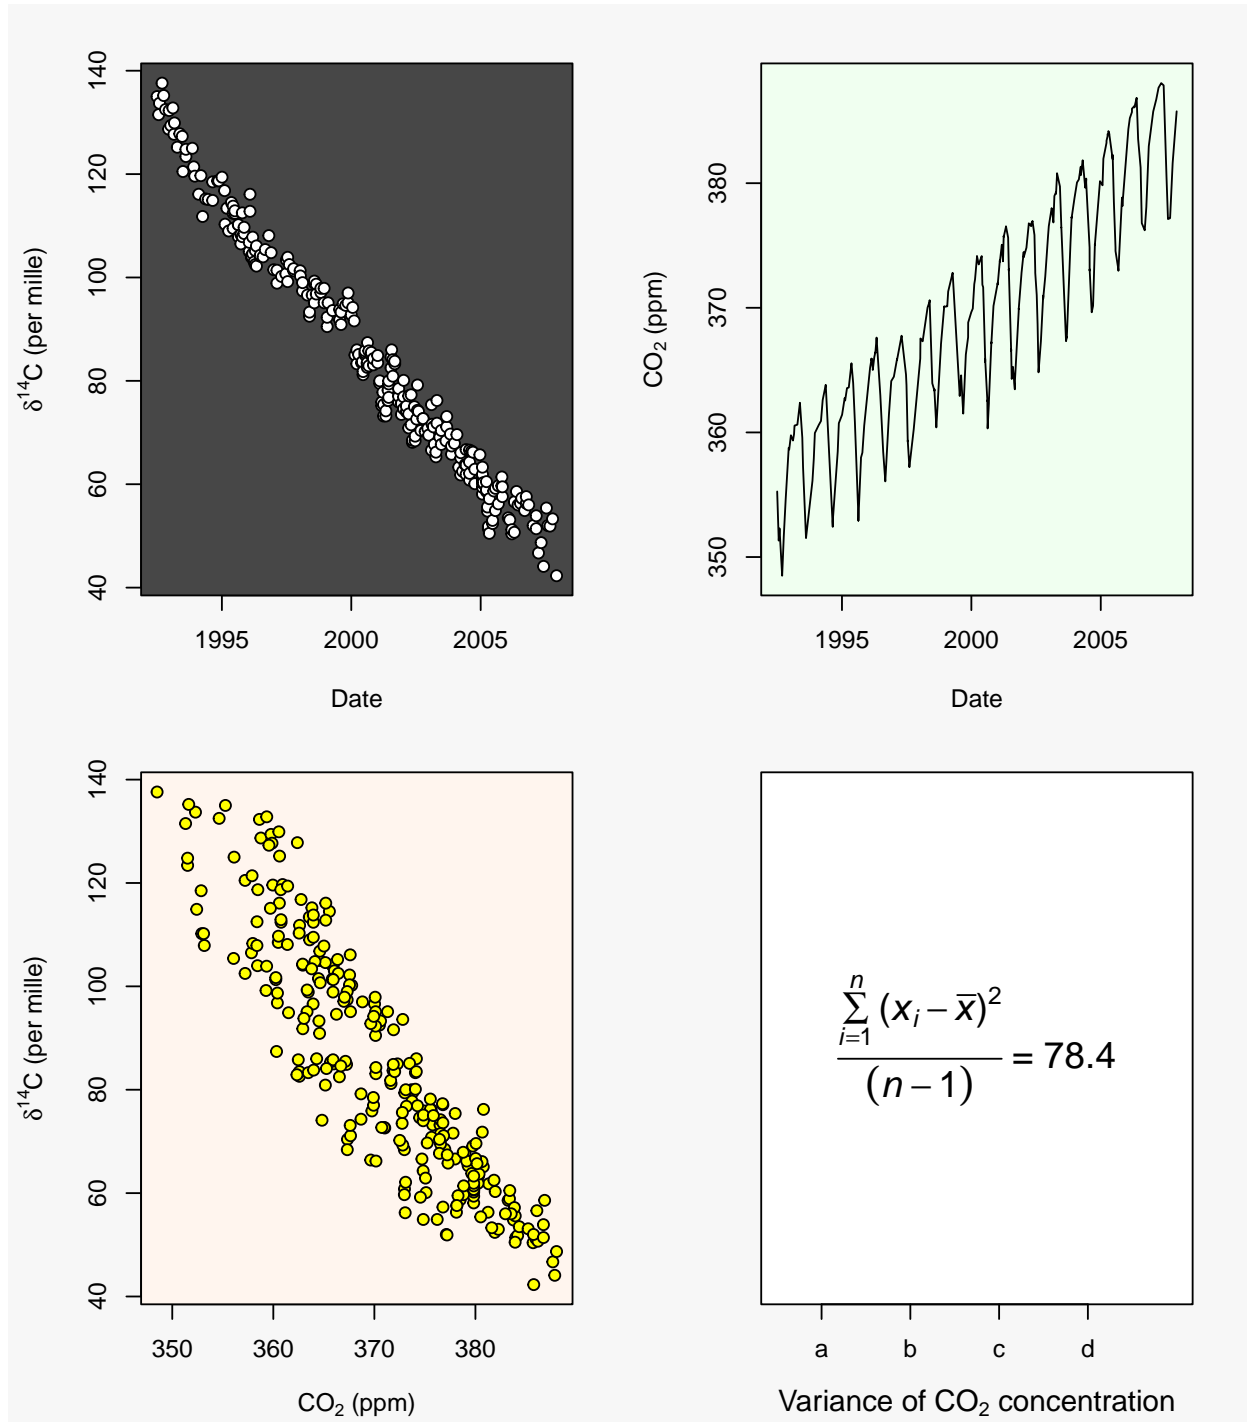 140
120
100
80
60
40
δ¹⁴C (per mille)
1995 2000 2005
Date
380
370
360
350
CO₂ (ppm)
1995 2000 2005
Date
140
120
100
80
60
40
δ¹⁴C (per mille)
350 360 370 380
CO₂ (ppm)
n
∑ (xᵢ − x̄)²
i=1
(n − 1)
= 78.4
a b c d
Variance of CO₂ concentration